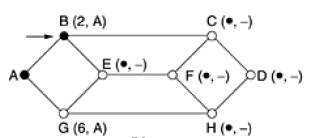 B (2, A)
C (●, –)
A
E (●, –)
F (●, –)
D (●, –)
G (6, A)
H (●, –)